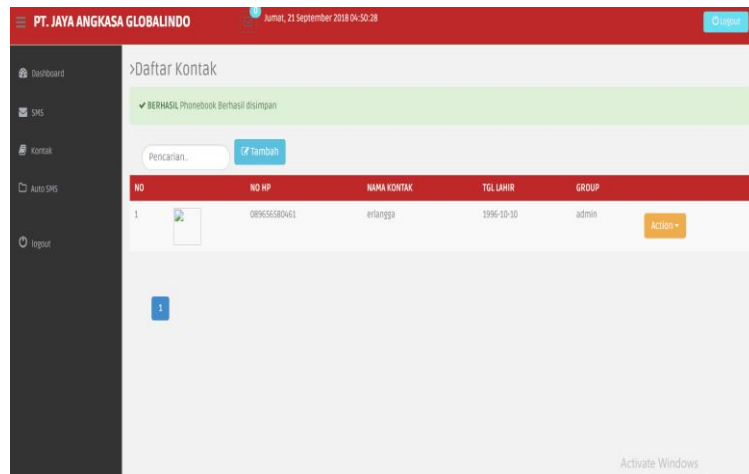 PT. JAYA ANGKASA GLOBALINDO
0
Jumat, 21 September 2018 04:50:28
Logout
Dashboard
SMS
Kontak
Auto SMS
logout
>Daftar Kontak
BERHASIL Phonebook Berhasil disimpan
Pencarian..
Tambah
NO NO HP NAMA KONTAK TGL LAHIR GROUP
1 089656580461 erlangga 1996-10-10 admin Action
1
Activate Windows